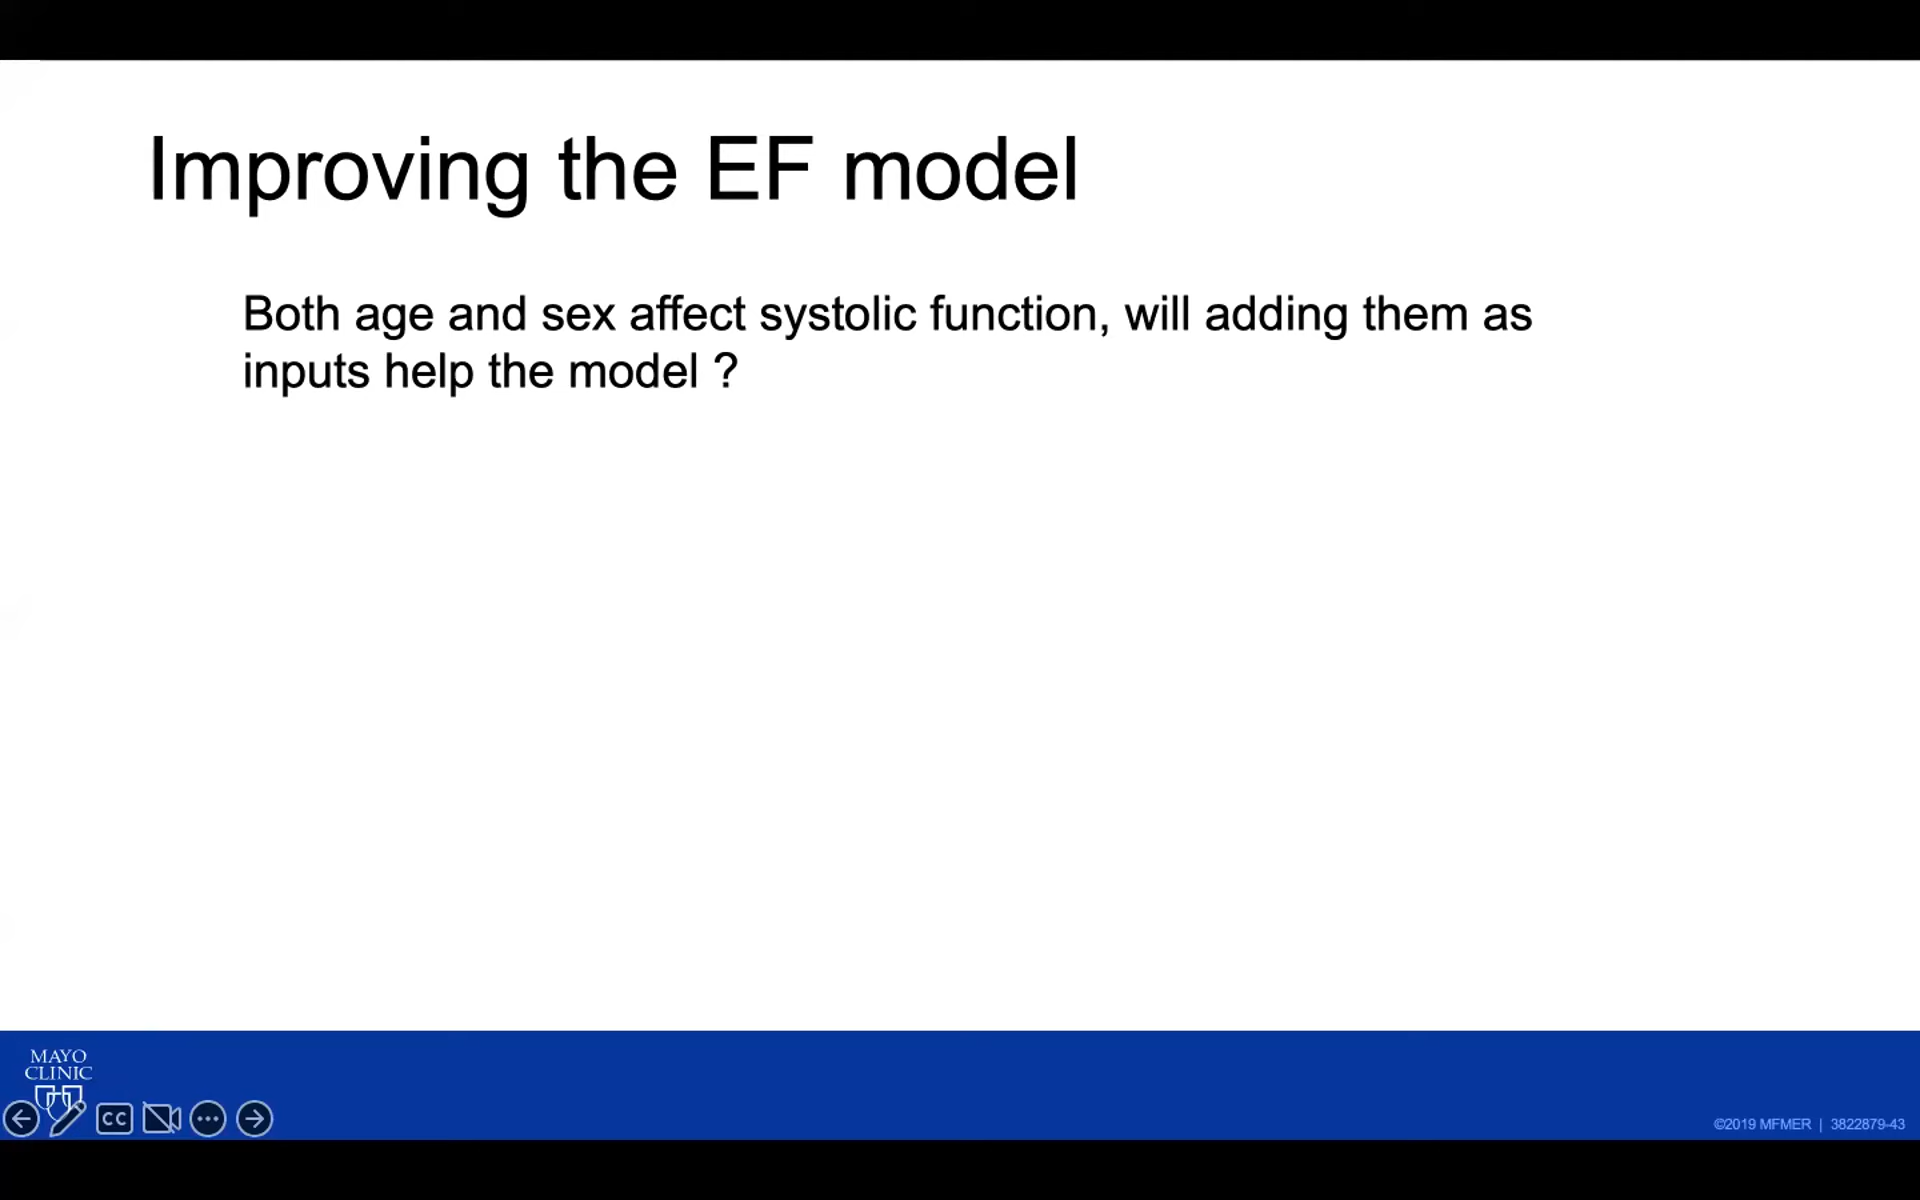 Improving the EF model
Both age and sex affect systolic function, will adding them as
inputs help the model ?
MAYO
CLINIC
CC
©2019 MFMER | 3822879-43